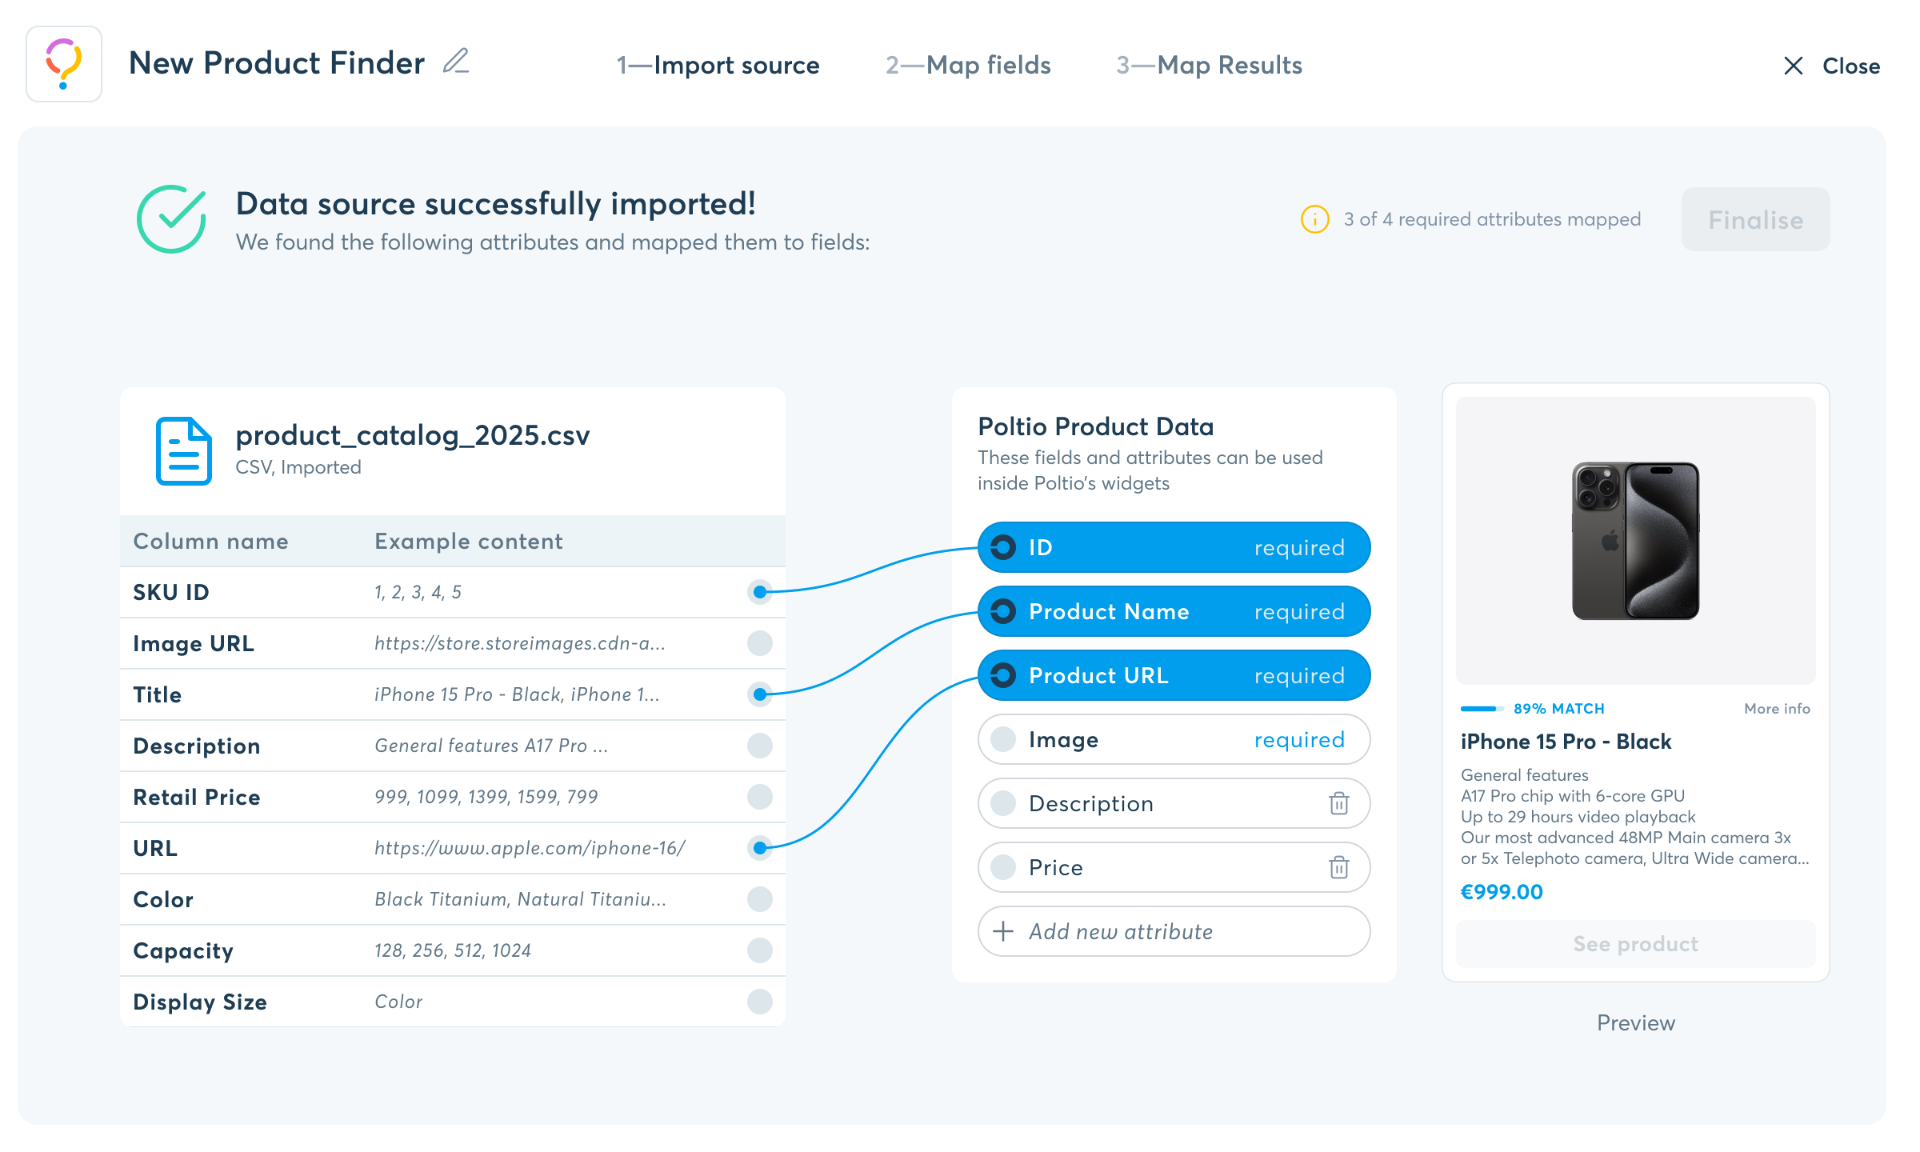 New Product Finder
1—Import source
2—Map fields
3—Map Results
Close
Data source successfully imported!
We found the following attributes and mapped them to fields:
3 of 4 required attributes mapped
Finalise
product_catalog_2025.csv
CSV, Imported
Column name Example content
SKU ID 1, 2, 3, 4, 5
Image URL https://store.storeimages.cdn-a...
Title iPhone 15 Pro - Black, iPhone 1...
Description General features A17 Pro ...
Retail Price 999, 1099, 1399, 1599, 799
URL https://www.apple.com/iphone-16/
Color Black Titanium, Natural Titaniu...
Capacity 128, 256, 512, 1024
Display Size Color
Poltio Product Data
These fields and attributes can be used
inside Poltio's widgets
ID required
Product Name required
Product URL required
Image required
Description
Price
Add new attribute
89% MATCH More info
iPhone 15 Pro - Black
General features
A17 Pro chip with 6-core GPU
Up to 29 hours video playback
Our most advanced 48MP Main camera 3x
or 5x Telephoto camera, Ultra Wide camera...
€999.00
See product
Preview